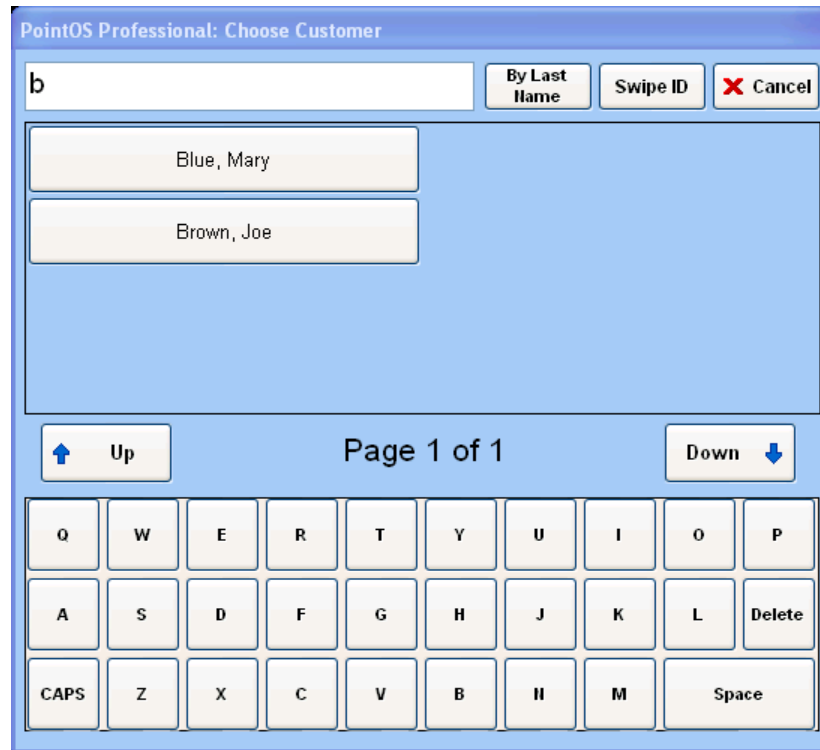 PointOS Professional: Choose Customer
b
By Last
Name
Swipe ID
Cancel
Blue, Mary
Brown, Joe
Up
Page 1 of 1
Down
Q W E R T Y U I O P
A S D F G H J K L Delete
CAPS Z X C V B N M Space